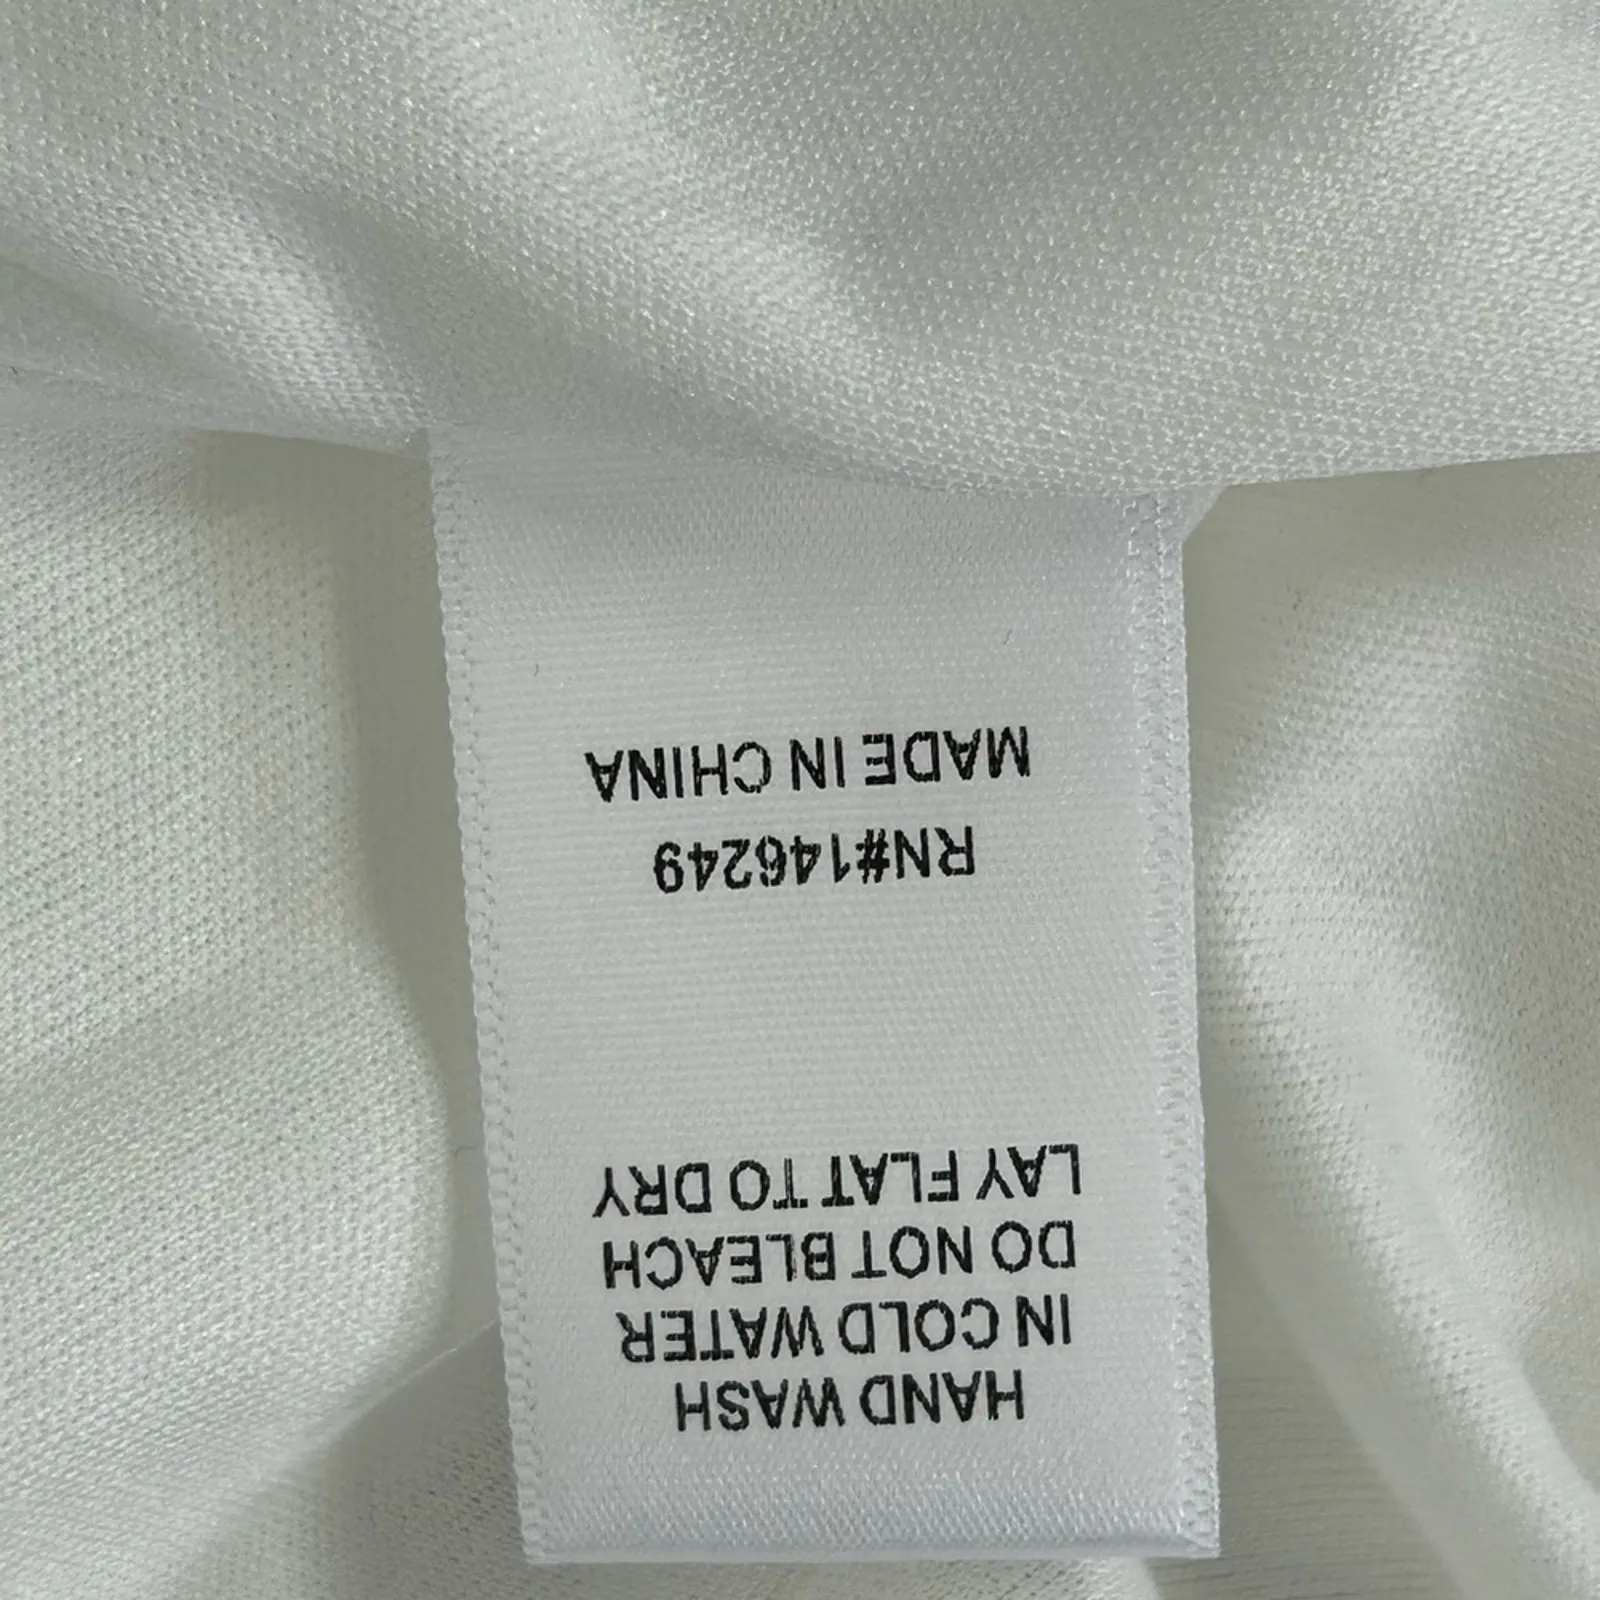 HAND WASH
IN COLD WATER
DO NOT BLEACH
LAY FLAT TO DRY
RN#146249
MADE IN CHINA